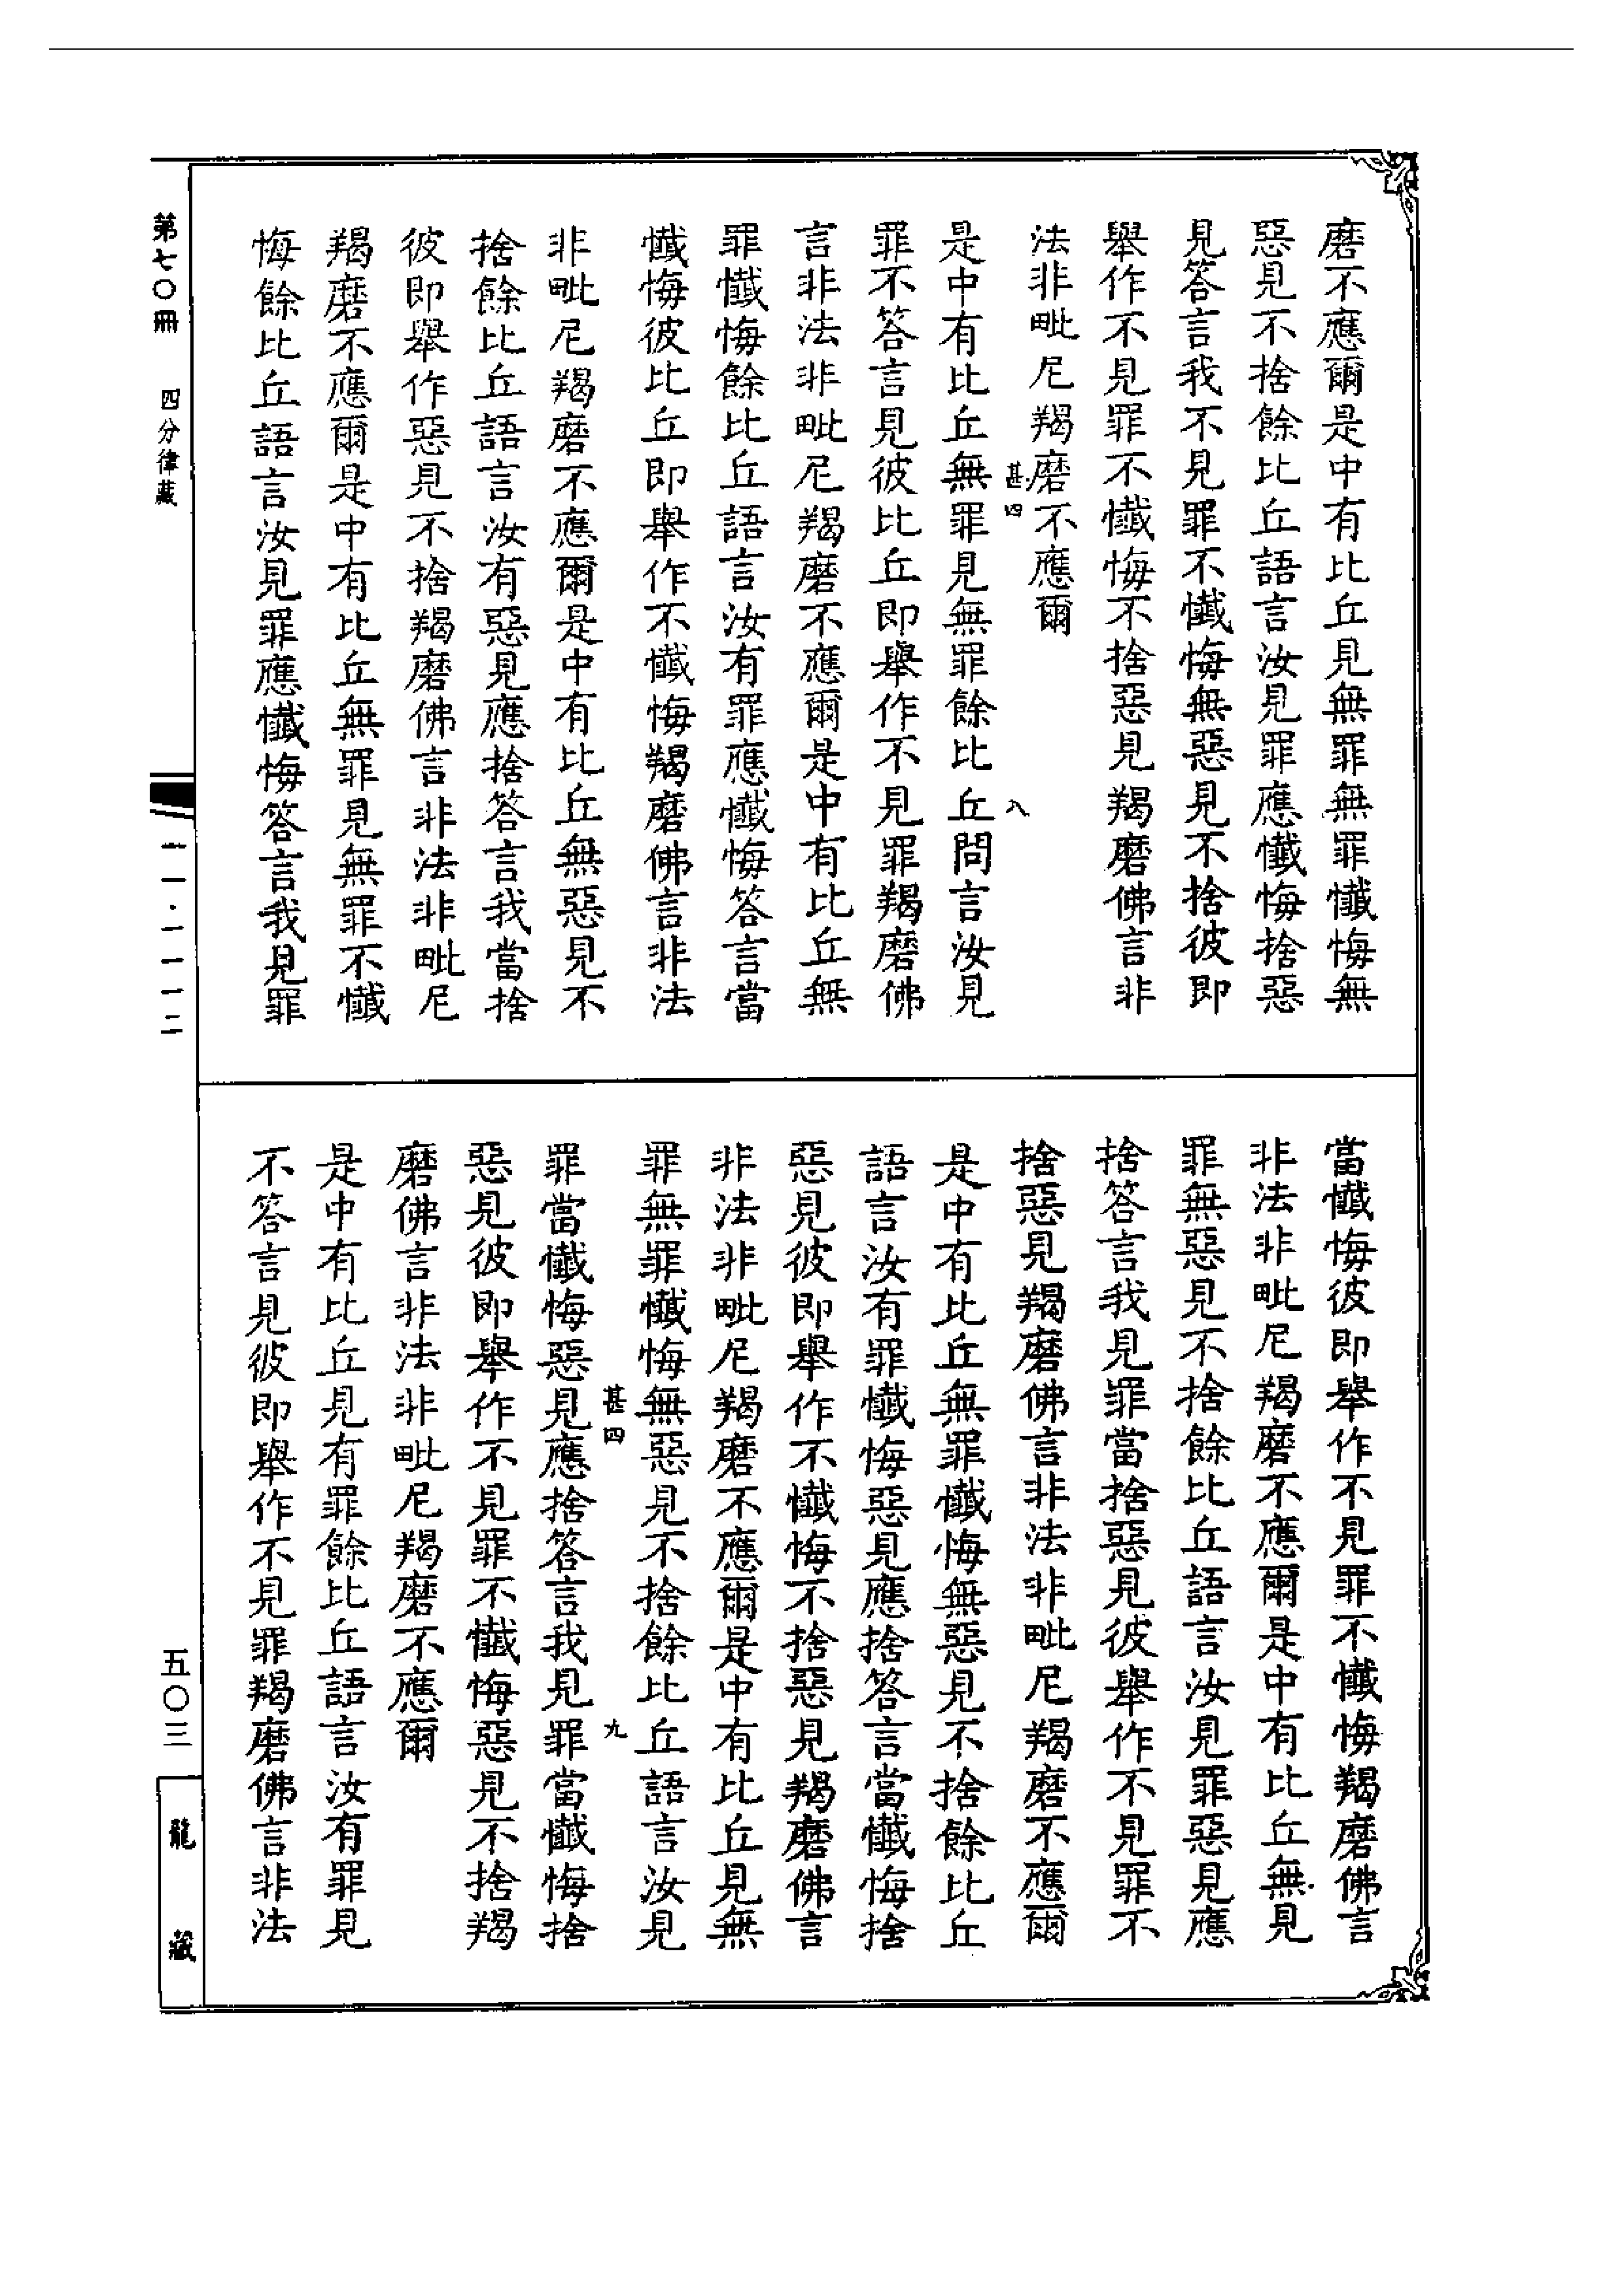 磨不應爾是中有比丘見無罪無罪懺悔無
惡見不捨餘比丘語言汝見罪應懺悔捨惡
見答言我不見罪不懺悔無惡見不捨彼即
舉作不見罪不懺悔不捨惡見羯磨佛言非
法非毗尼羯磨不應爾
甚四
八
是中有比丘無罪見無罪餘比丘問言汝見
罪不答言見彼比丘即舉作不見罪羯磨佛
言非法非毗尼羯磨不應爾是中有比丘無
罪懺悔餘比丘語言汝有罪應懺悔答言當
懺悔彼比丘即舉作不懺悔羯磨佛言非法
非毗尼羯磨不應爾是中有比丘無惡見不
捨餘比丘語言汝有惡見應捨答言我當捨
彼即舉作惡見不捨羯磨佛言非法非毗尼
羯磨不應爾是中有比丘無罪見無罪不懺
悔餘比丘語言汝見罪應懺悔答言我見罪
當懺悔彼即舉作不見罪不懺悔羯磨佛言
非法非毗尼羯磨不應爾是中有比丘無見
罪無惡見不捨餘比丘語言汝見罪惡見應
捨答言我見罪當捨惡見彼舉作不見罪不
捨惡見羯磨佛言非法非毗尼羯磨不應爾
是中有比丘無罪懺悔無惡見不捨餘比丘
語言汝有罪懺悔惡見應捨答言當懺悔捨
惡見彼即舉作不懺悔不捨惡見羯磨佛言
非法非毗尼羯磨不應爾是中有比丘見無
罪無罪懺悔無惡見不捨餘比丘語言汝見
甚四
九
罪當懺悔惡見應捨答言我見罪當懺悔捨
惡見彼即舉作不見罪不懺悔惡見不捨羯
磨佛言非法非毗尼羯磨不應爾
是中有比丘見有罪餘比丘語言汝有罪見
不答言見彼即舉作不見罪羯磨佛言非法
第七〇冊
四分律藏
一一·一一一二
五〇三
龍藏